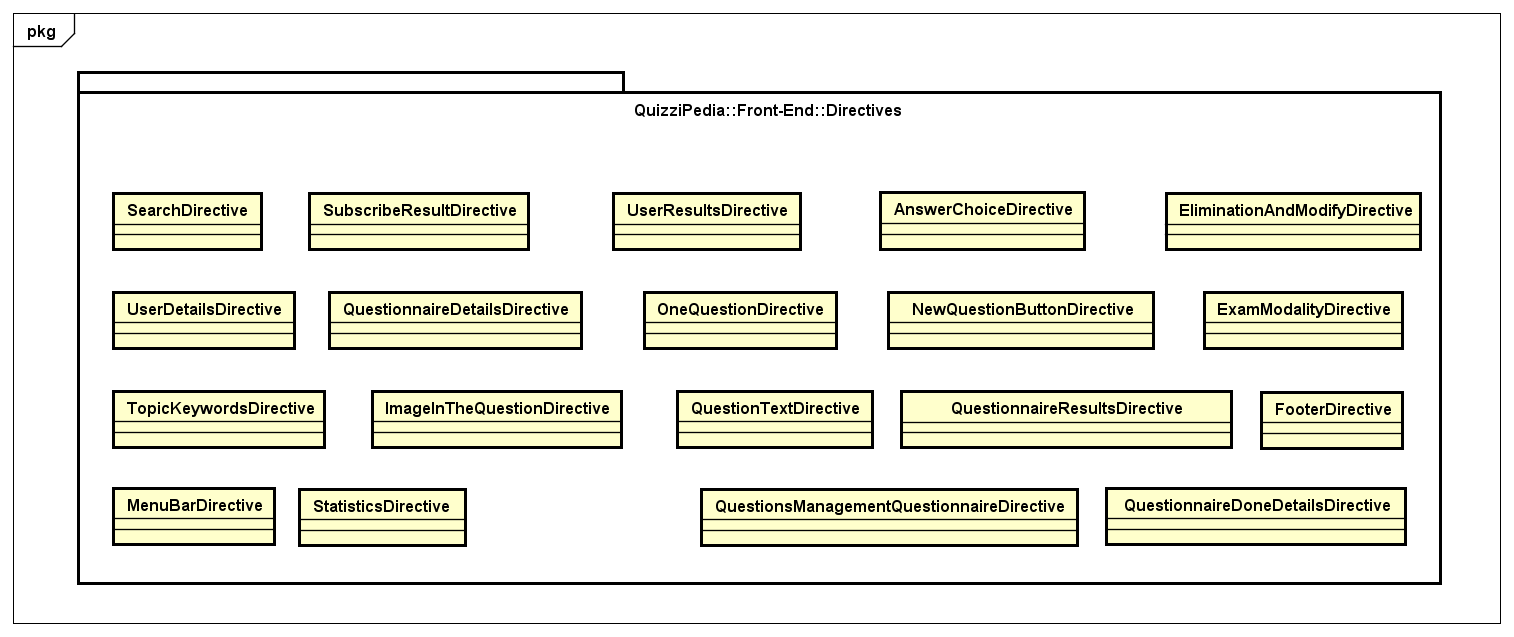 pkg
QuizziPedia::Front-End::Directives
SearchDirective
SubscribeResultDirective
UserResultsDirective
AnswerChoiceDirective
EliminationAndModifyDirective
UserDetailsDirective
QuestionnaireDetailsDirective
OneQuestionDirective
NewQuestionButtonDirective
ExamModalityDirective
TopicKeywordsDirective
ImageInTheQuestionDirective
QuestionTextDirective
QuestionnaireResultsDirective
FooterDirective
MenuBarDirective
StatisticsDirective
QuestionsManagementQuestionnaireDirective
QuestionnaireDoneDetailsDirective